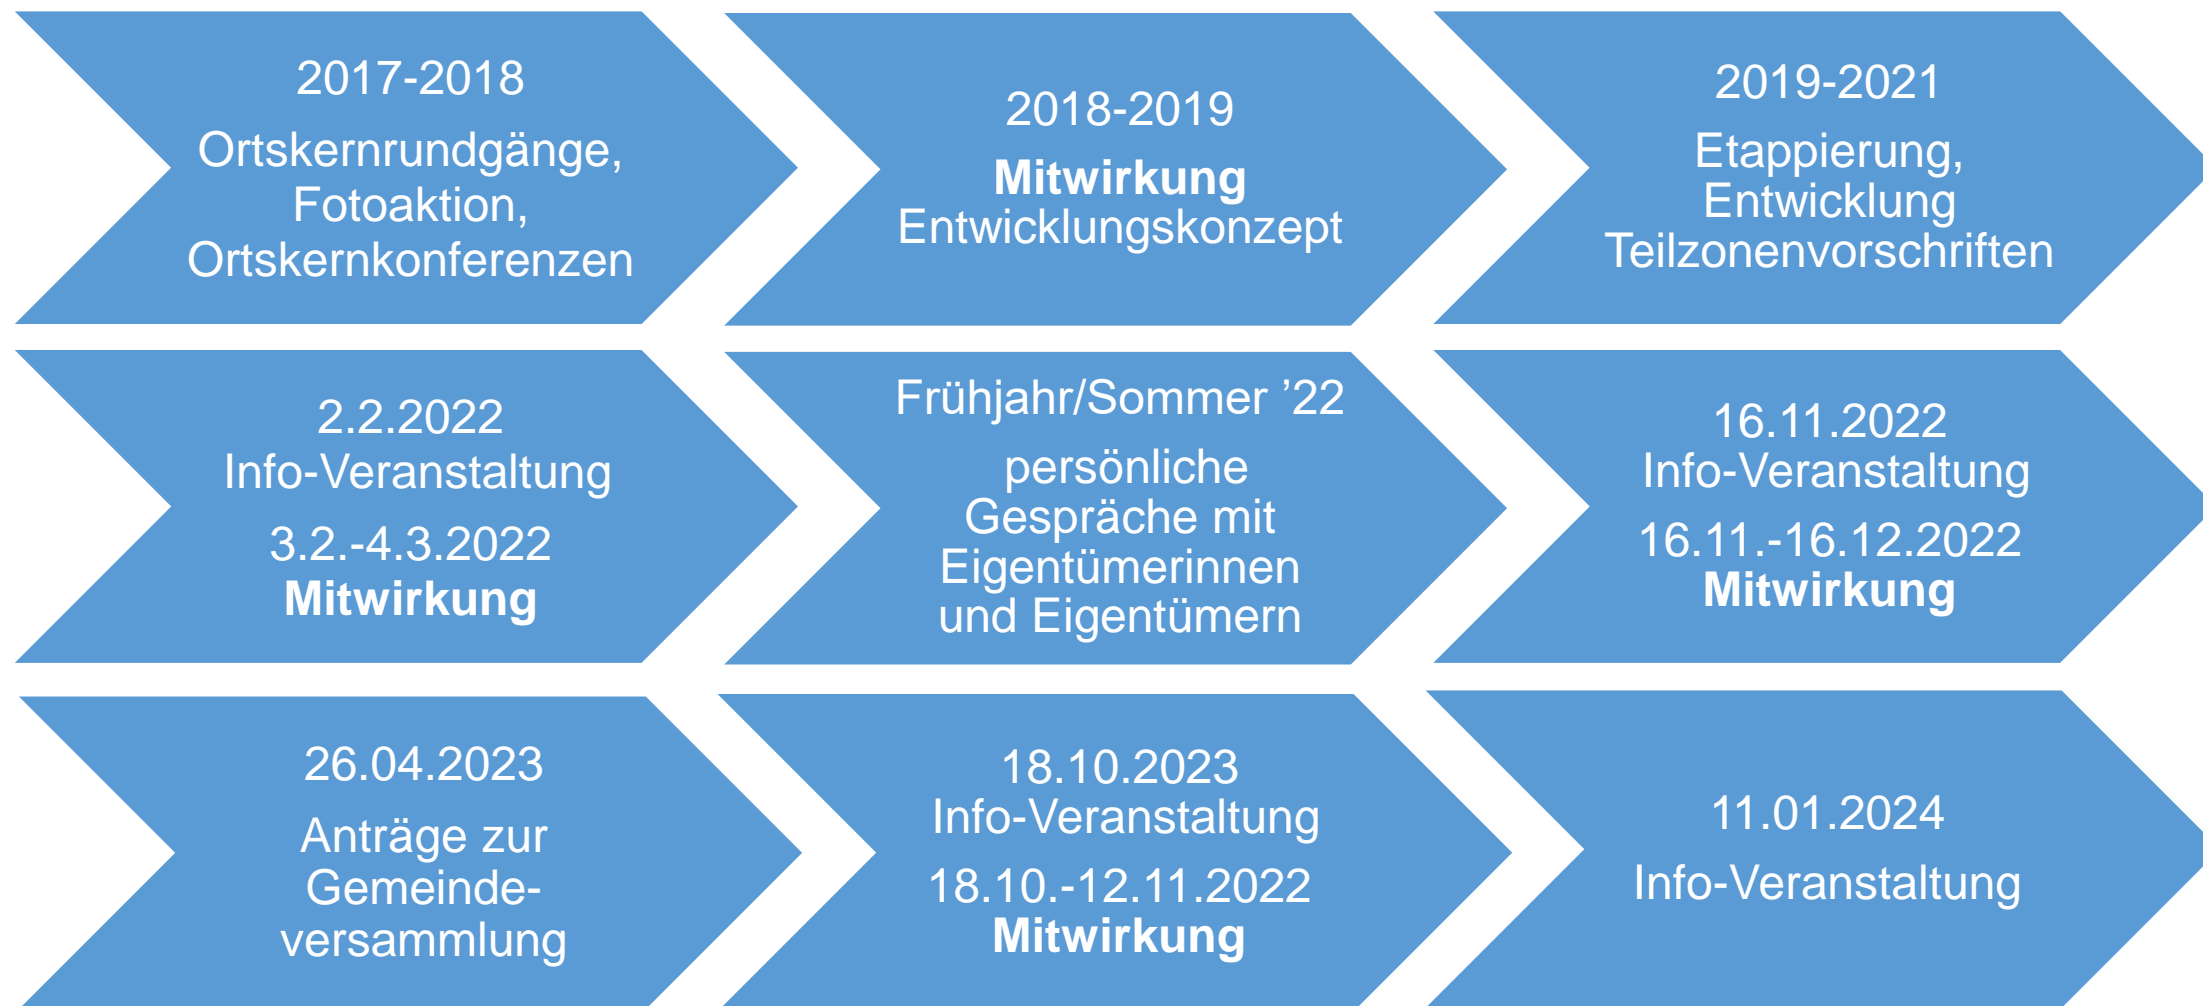 2017-2018
Ortskernrundgänge,
Fotoaktion,
Ortskernkonferenzen
2018-2019
Mitwirkung
Entwicklungskonzept
2019-2021
Etappierung,
Entwicklung
Teilzonenvorschriften
2.2.2022
Info-Veranstaltung
3.2.-4.3.2022
Mitwirkung
Frühjahr/Sommer ’22
persönliche
Gespräche mit
Eigentümerinnen
und Eigentümern
16.11.2022
Info-Veranstaltung
16.11.-16.12.2022
Mitwirkung
26.04.2023
Anträge zur
Gemeinde-
versammlung
18.10.2023
Info-Veranstaltung
18.10.-12.11.2022
Mitwirkung
11.01.2024
Info-Veranstaltung